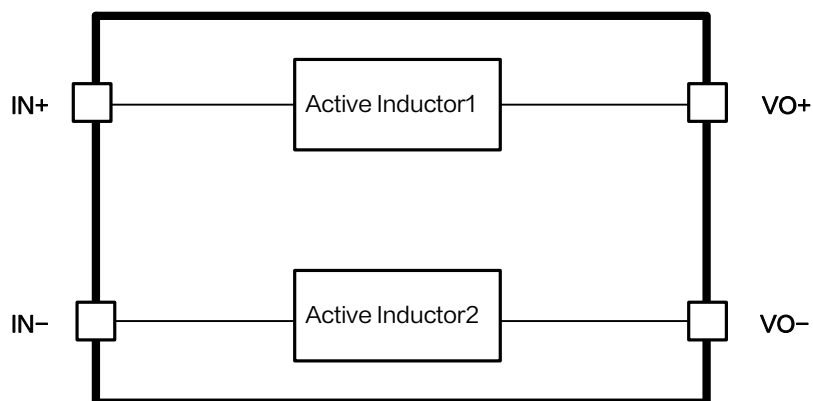 IN+ Active Inductor1 VO+
IN− Active Inductor2 VO−